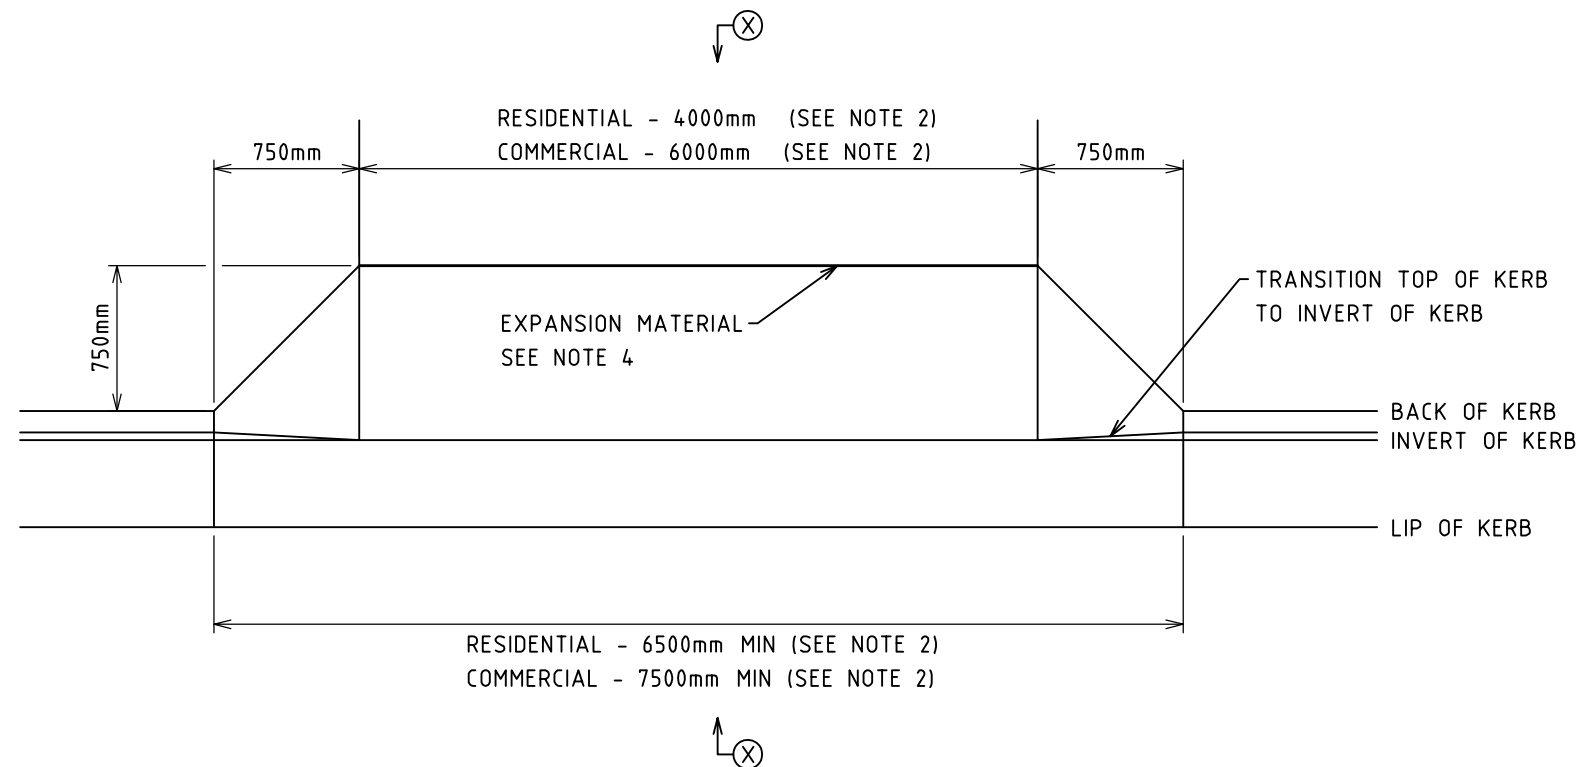 X
RESIDENTIAL - 4000mm (SEE NOTE 2)
COMMERCIAL - 6000mm (SEE NOTE 2)
750mm
750mm
750mm
EXPANSION MATERIAL
SEE NOTE 4
TRANSITION TOP OF KERB
TO INVERT OF KERB
BACK OF KERB
INVERT OF KERB
LIP OF KERB
RESIDENTIAL - 6500mm MIN (SEE NOTE 2)
COMMERCIAL - 7500mm MIN (SEE NOTE 2)
X